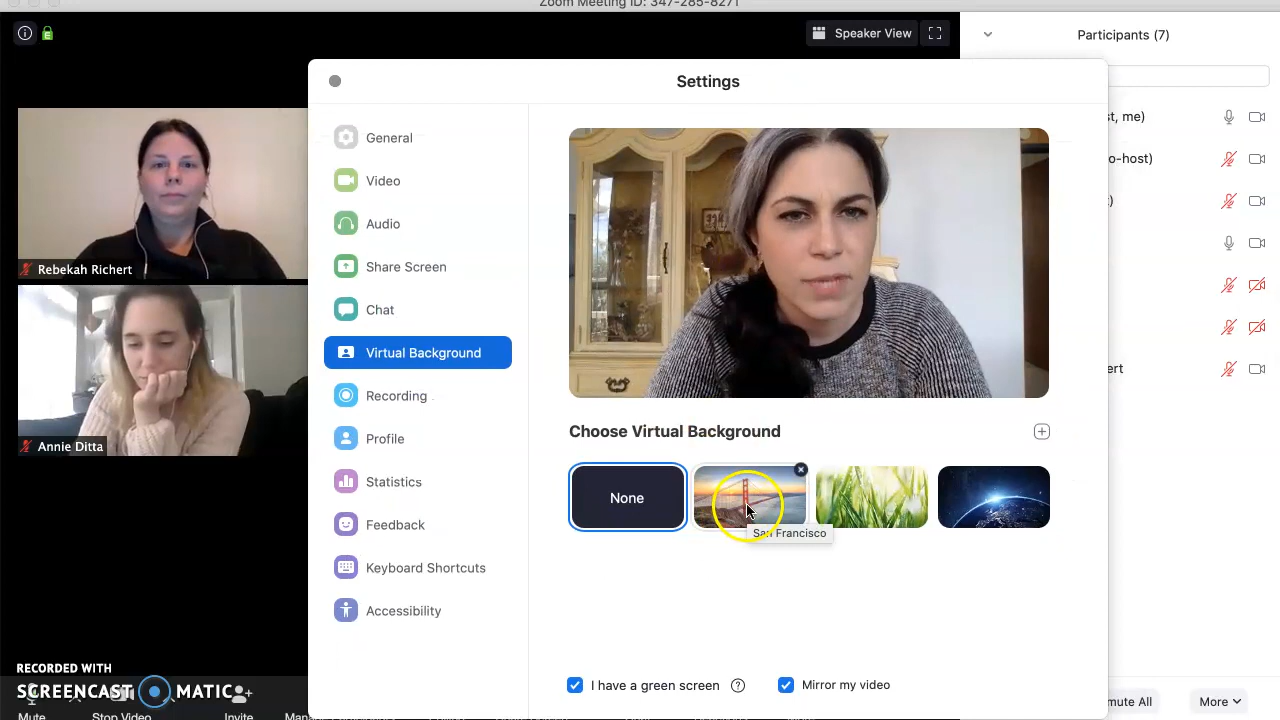 Zoom Meeting ID: 347-285-8271
Speaker View
Participants (7)
Settings
st, me)
o-host)
)
ert
Rebekah Richert
Annie Ditta
General
Video
Audio
Share Screen
Chat
Virtual Background
Recording
Profile
Statistics
Feedback
Keyboard Shortcuts
Accessibility
Choose Virtual Background
None
San Francisco
I have a green screen
Mirror my video
RECORDED WITH
SCREENCAST MATIC
Mute
Stop Video
Invite
mute All
More